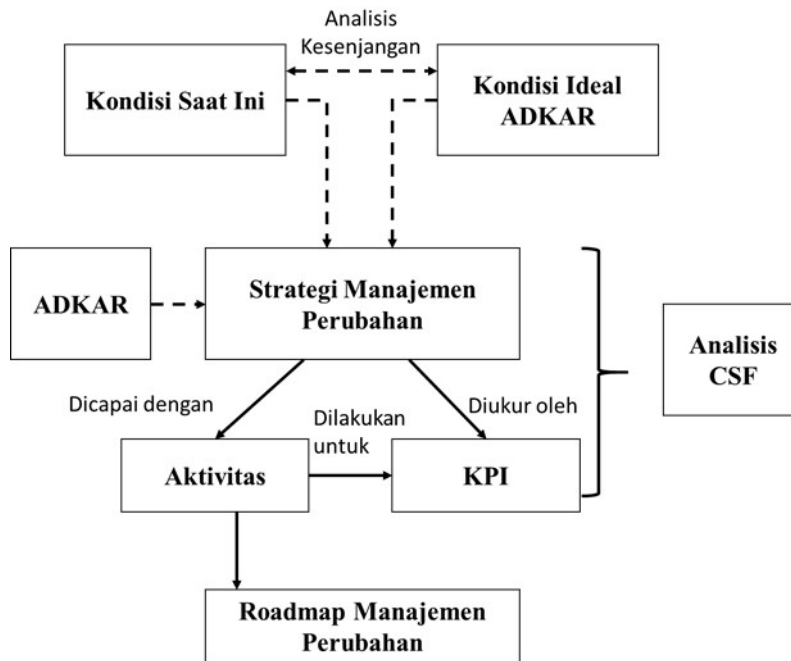 Analisis
Kesenjangan
Kondisi Saat Ini
Kondisi Ideal
ADKAR
ADKAR
Strategi Manajemen
Perubahan
Analisis
CSF
Dicapai dengan
Dilakukan
untuk
Diukur oleh
Aktivitas
KPI
Roadmap Manajemen
Perubahan